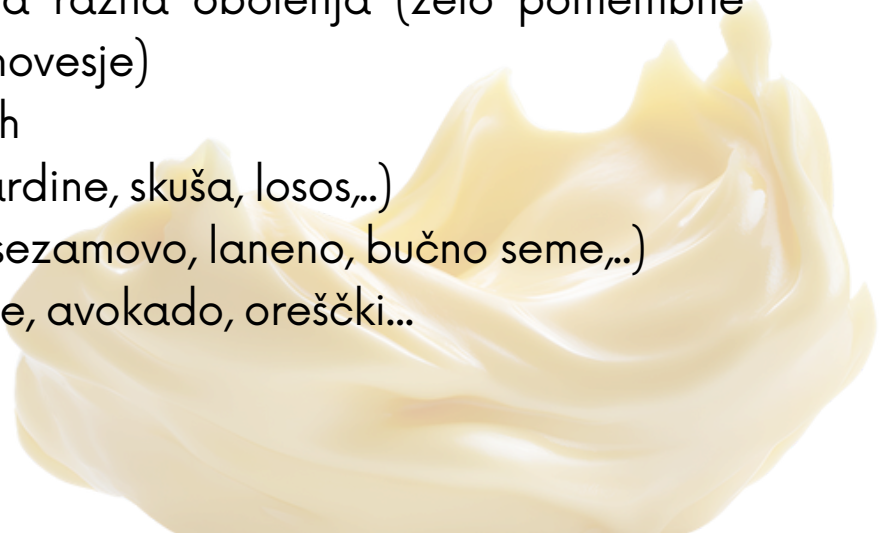 a razna obolenja (zelo pomembne
novesje)
h
ardine, skuša, losos,..)
sezamovo, laneno, bučno seme,..)
e, avokado, oreščki...